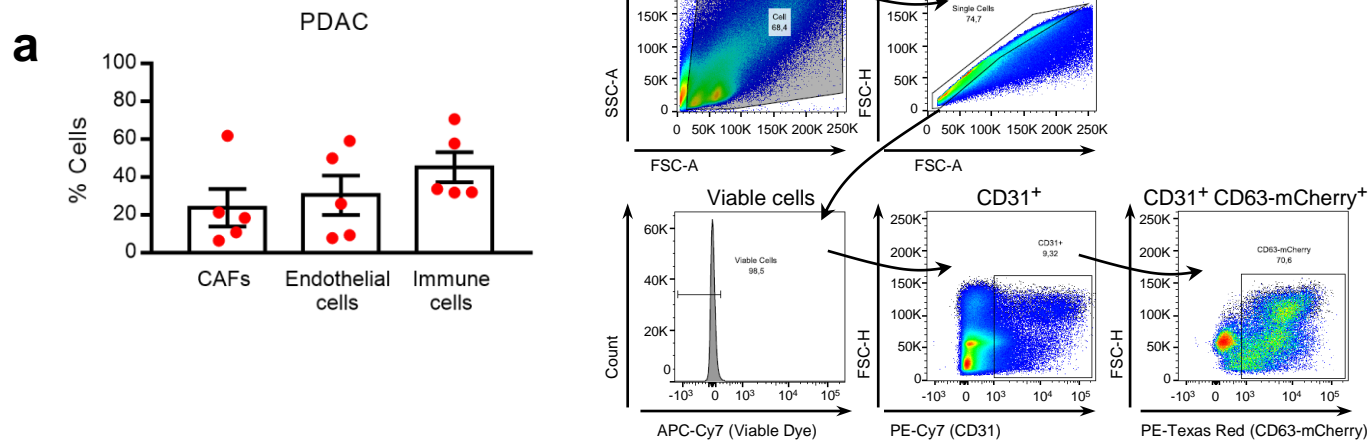 a
PDAC
% Cells
100
80
60
40
20
0
CAFs
Endothelial
cells
Immune
cells
SSC-A
150K
100K
50K
0
Cell
68,4
0 50K 100K 150K 200K 250K
FSC-A
FSC-H
150K
100K
50K
0
Single Cells
74,7
0 50K 100K 150K 200K 250K
FSC-A
Viable cells
Count
60K
40K
20K
0
Viable Cells
98,5
-10³ 0 10³ 10⁴ 10⁵
APC-Cy7 (Viable Dye)
CD31⁺
FSC-H
250K
200K
150K
100K
50K
0
CD31+
9,32
-10³ 0 10³ 10⁴ 10⁵
PE-Cy7 (CD31)
CD31⁺ CD63-mCherry⁺
FSC-H
250K
200K
150K
100K
50K
0
CD63-mCherry
70,6
-10³ 0 10³ 10⁴ 10⁵
PE-Texas Red (CD63-mCherry)